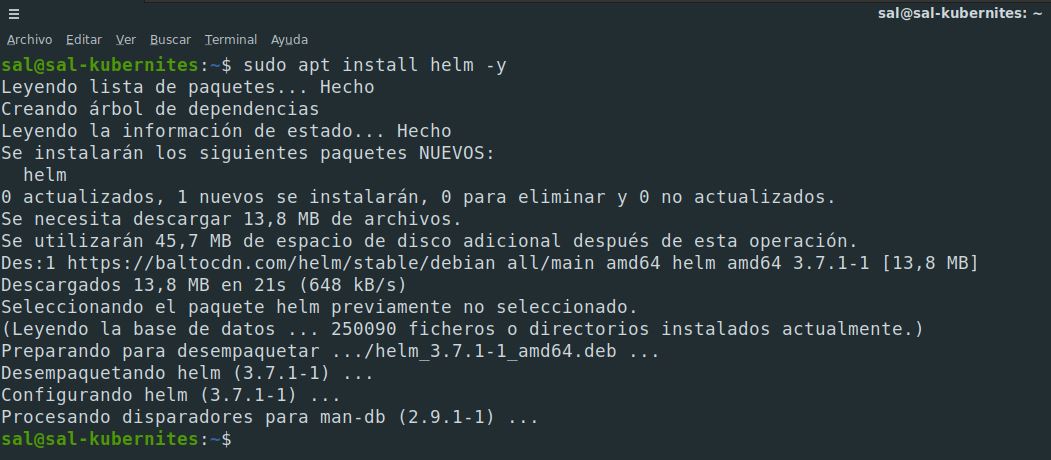 sal@sal-kubernites: ~
Archivo Editar Ver Buscar Terminal Ayuda
sal@sal-kubernites:~$ sudo apt install helm -y
Leyendo lista de paquetes... Hecho
Creando árbol de dependencias
Leyendo la información de estado... Hecho
Se instalarán los siguientes paquetes NUEVOS:
  helm
0 actualizados, 1 nuevos se instalarán, 0 para eliminar y 0 no actualizados.
Se necesita descargar 13,8 MB de archivos.
Se utilizarán 45,7 MB de espacio de disco adicional después de esta operación.
Des:1 https://baltocdn.com/helm/stable/debian all/main amd64 helm amd64 3.7.1-1 [13,8 MB]
Descargados 13,8 MB en 21s (648 kB/s)
Seleccionando el paquete helm previamente no seleccionado.
(Leyendo la base de datos ... 250090 ficheros o directorios instalados actualmente.)
Preparando para desempaquetar .../helm_3.7.1-1_amd64.deb ...
Desempaquetando helm (3.7.1-1) ...
Configurando helm (3.7.1-1) ...
Procesando disparadores para man-db (2.9.1-1) ...
sal@sal-kubernites:~$